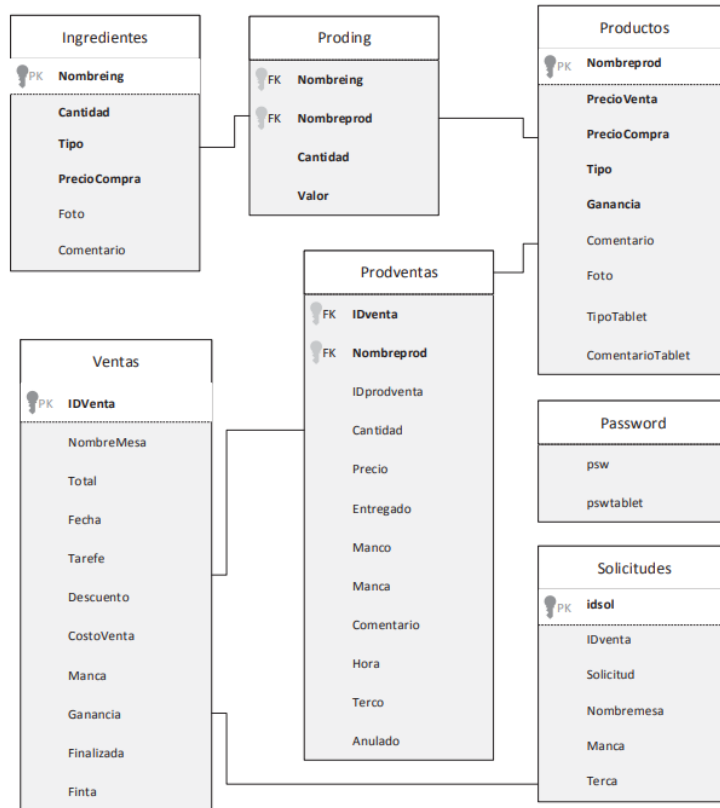 Ingredientes
PK Nombreing
Cantidad
Tipo
PrecioCompra
Foto
Comentario
Proding
FK Nombreing
FK Nombreprod
Cantidad
Valor
Productos
PK Nombreprod
PrecioVenta
PrecioCompra
Tipo
Ganancia
Comentario
Foto
TipoTablet
ComentarioTablet
Prodventas
FK IDventa
FK Nombreprod
IDprodventa
Cantidad
Precio
Entregado
Manco
Manca
Comentario
Hora
Terco
Anulado
Ventas
PK IDVenta
NombreMesa
Total
Fecha
Tarefe
Descuento
CostoVenta
Manca
Ganancia
Finalizada
Finta
Password
psw
pswtablet
Solicitudes
PK idsol
IDventa
Solicitud
Nombremesa
Manca
Terca